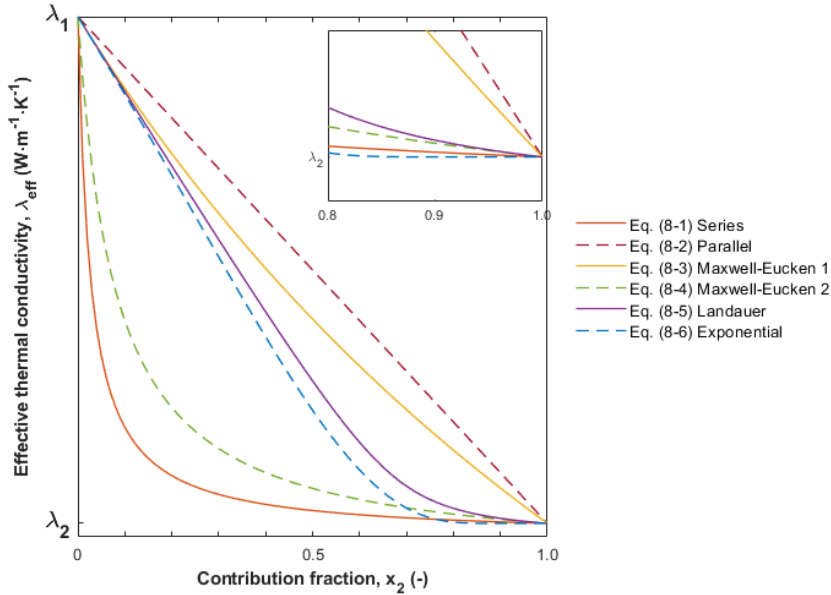 λ1
λ2
0.8
0.9
1.0
Effective thermal conductivity, λeff (W·m-1·K-1)
Eq. (8-1) Series
Eq. (8-2) Parallel
Eq. (8-3) Maxwell-Eucken 1
Eq. (8-4) Maxwell-Eucken 2
Eq. (8-5) Landauer
Eq. (8-6) Exponential
λ2
0
0.5
1.0
Contribution fraction, x2 (-)